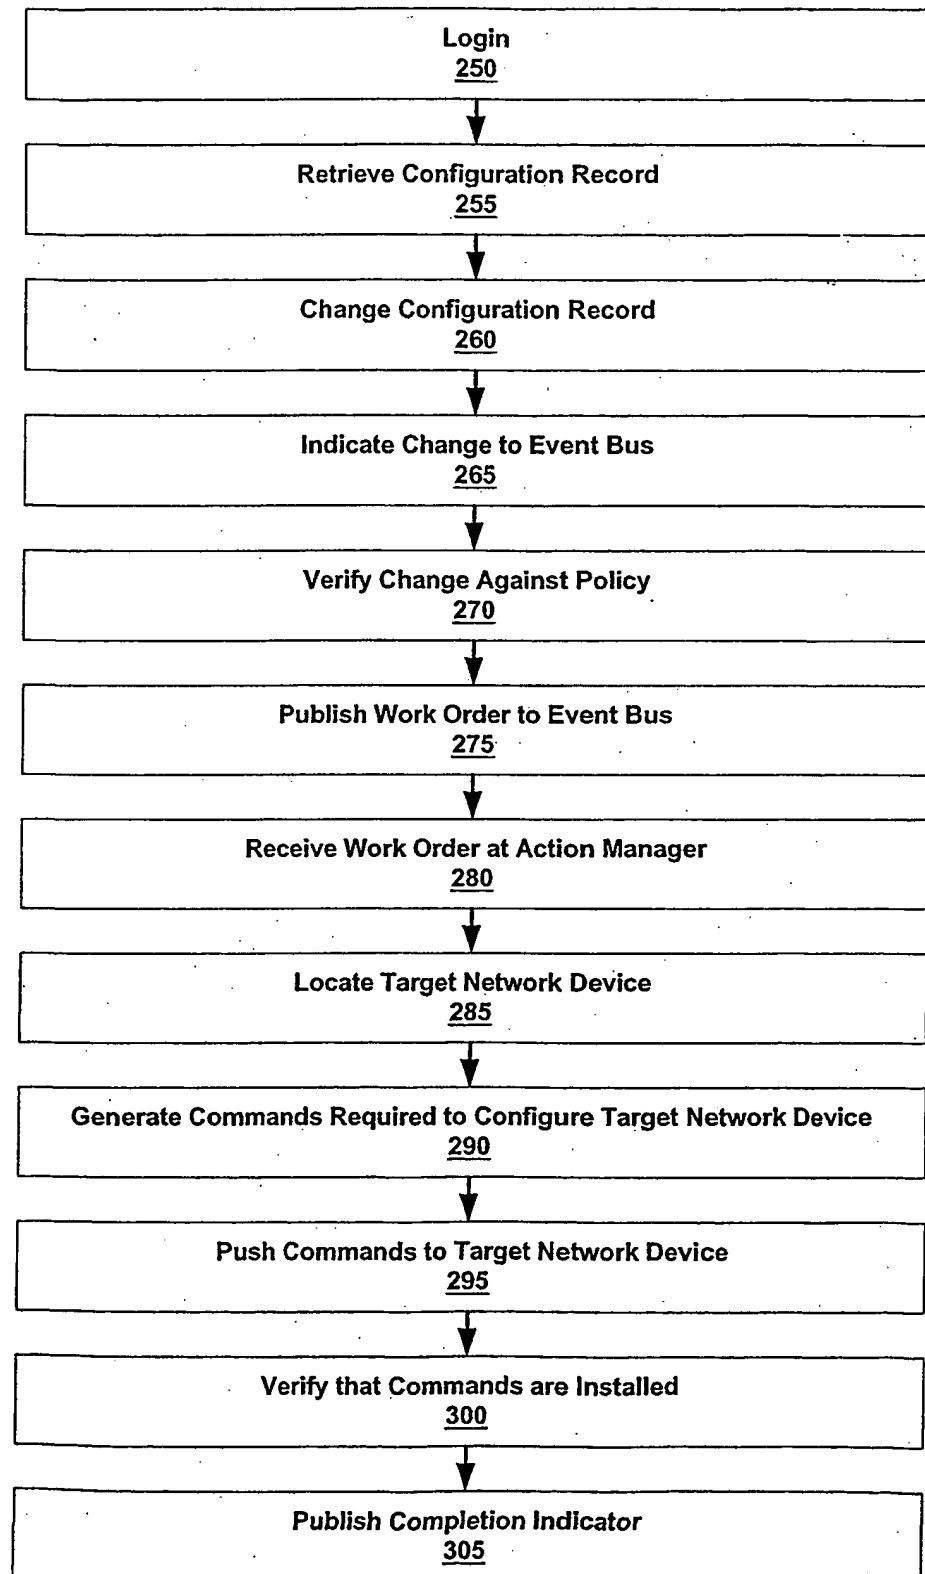 Login
250
Retrieve Configuration Record
255
Change Configuration Record
260
Indicate Change to Event Bus
265
Verify Change Against Policy
270
Publish Work Order to Event Bus
275
Receive Work Order at Action Manager
280
Locate Target Network Device
285
Generate Commands Required to Configure Target Network Device
290
Push Commands to Target Network Device
295
Verify that Commands are Installed
300
Publish Completion Indicator
305